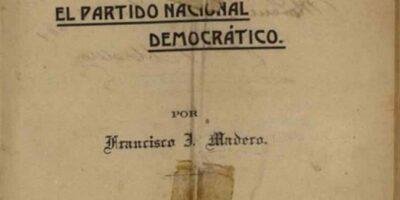 EL PARTIDO NACIONAL
DEMOCRÁTICO.
POR
Francisco I. Madero.